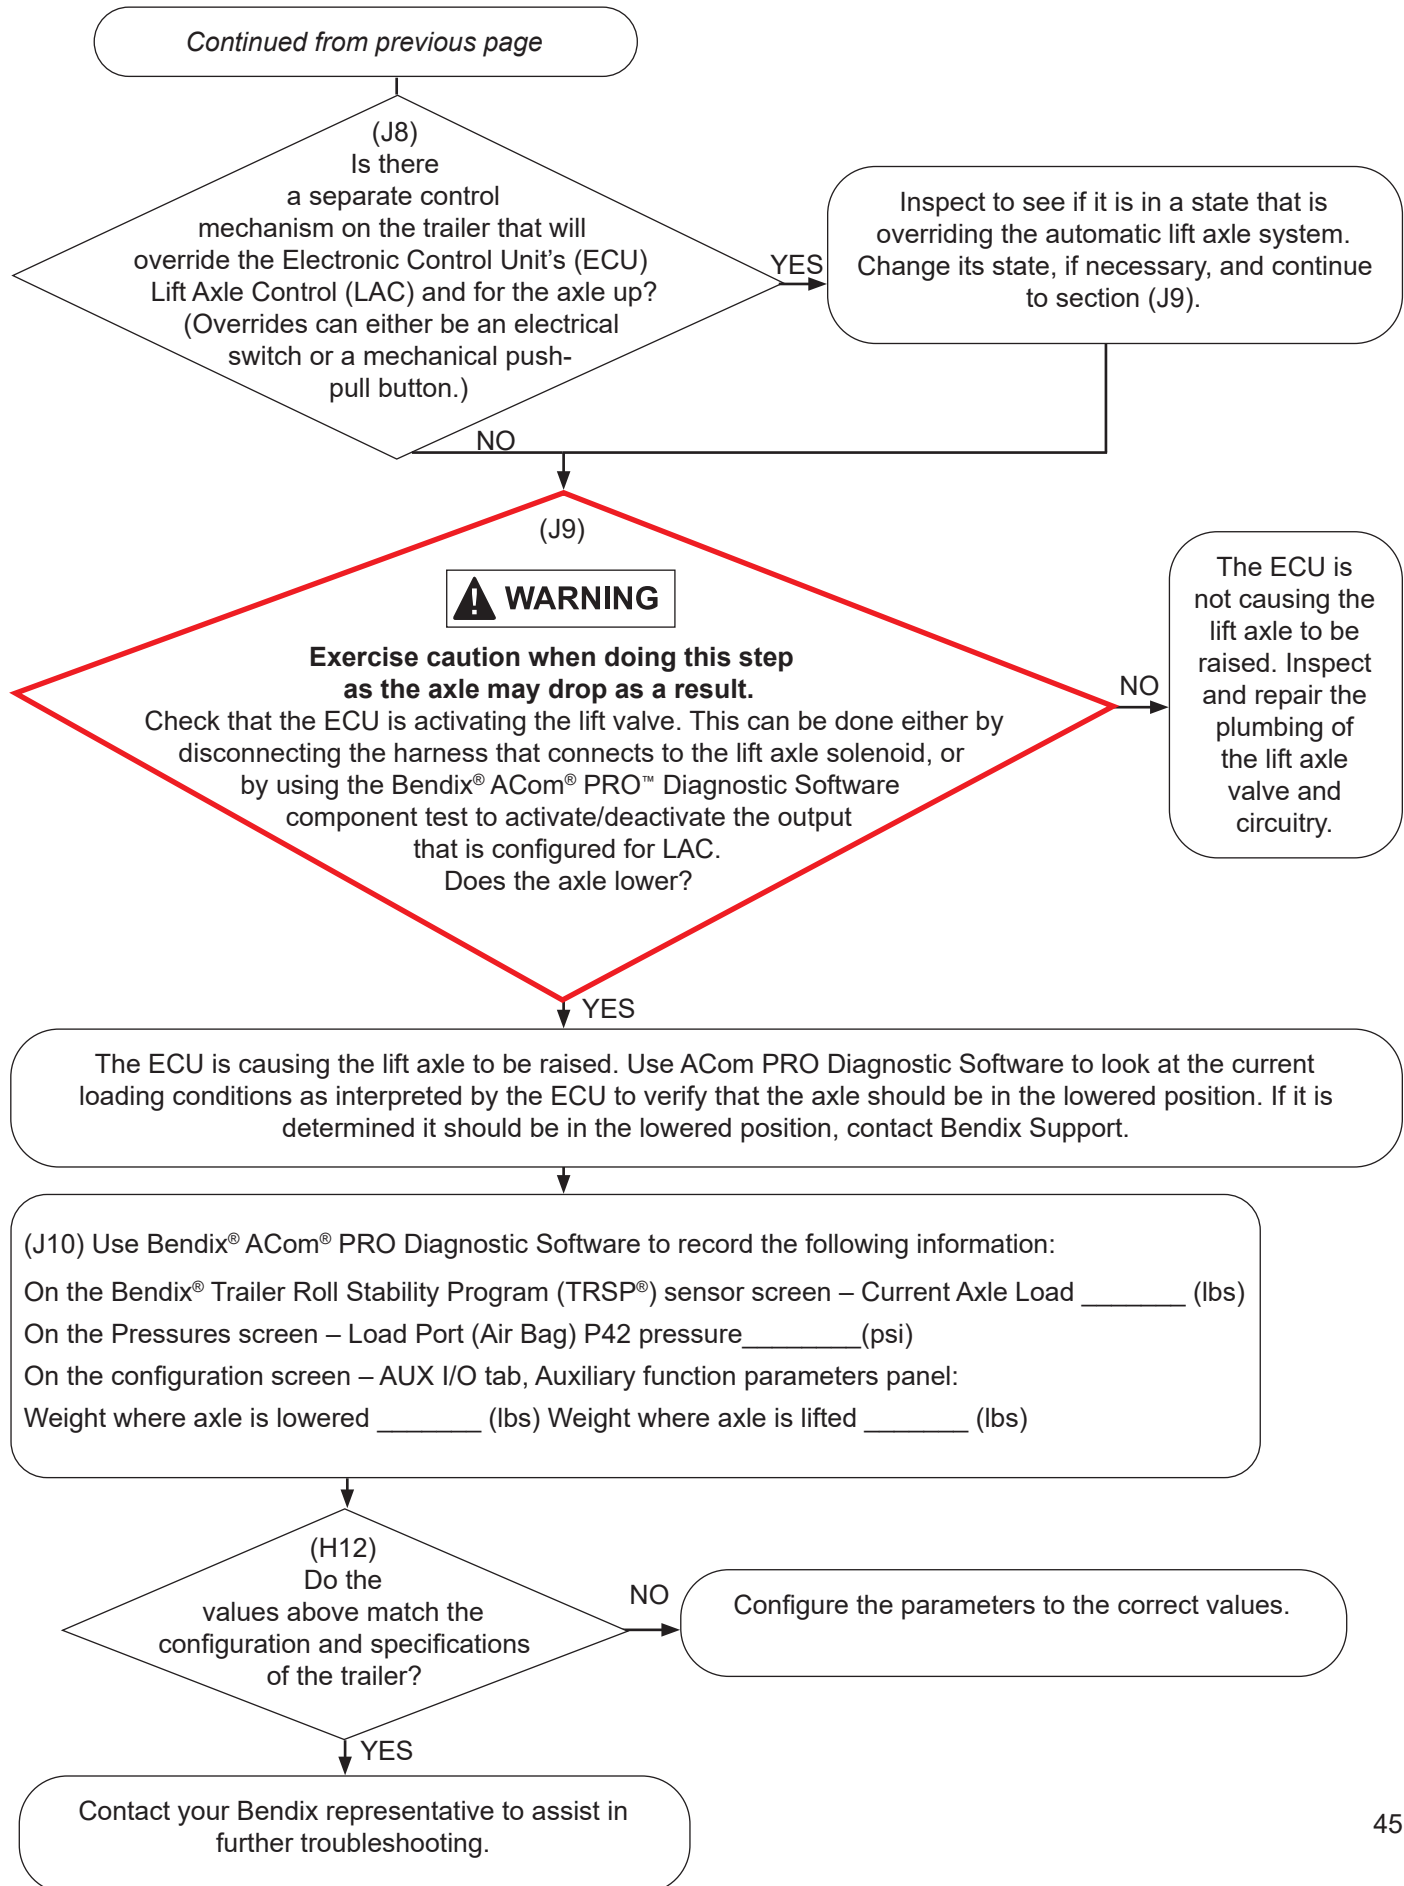 Continued from previous page
(J8)
Is there
a separate control
mechanism on the trailer that will
override the Electronic Control Unit's (ECU)
Lift Axle Control (LAC) and for the axle up?
(Overrides can either be an electrical
switch or a mechanical push-
pull button.)
YES
Inspect to see if it is in a state that is
overriding the automatic lift axle system.
Change its state, if necessary, and continue
to section (J9).
NO
(J9)
WARNING
Exercise caution when doing this step
as the axle may drop as a result.
Check that the ECU is activating the lift valve. This can be done either by
disconnecting the harness that connects to the lift axle solenoid, or
by using the Bendix® ACom® PRO™ Diagnostic Software
component test to activate/deactivate the output
that is configured for LAC.
Does the axle lower?
NO
The ECU is
not causing the
lift axle to be
raised. Inspect
and repair the
plumbing of
the lift axle
valve and
circuitry.
YES
The ECU is causing the lift axle to be raised. Use ACom PRO Diagnostic Software to look at the current
loading conditions as interpreted by the ECU to verify that the axle should be in the lowered position. If it is
determined it should be in the lowered position, contact Bendix Support.
(J10) Use Bendix® ACom® PRO Diagnostic Software to record the following information:
On the Bendix® Trailer Roll Stability Program (TRSP®) sensor screen – Current Axle Load _______ (lbs)
On the Pressures screen – Load Port (Air Bag) P42 pressure________(psi)
On the configuration screen – AUX I/O tab, Auxiliary function parameters panel:
Weight where axle is lowered _______ (lbs) Weight where axle is lifted _______ (lbs)
(H12)
Do the
values above match the
configuration and specifications
of the trailer?
NO
Configure the parameters to the correct values.
YES
Contact your Bendix representative to assist in
further troubleshooting.
45